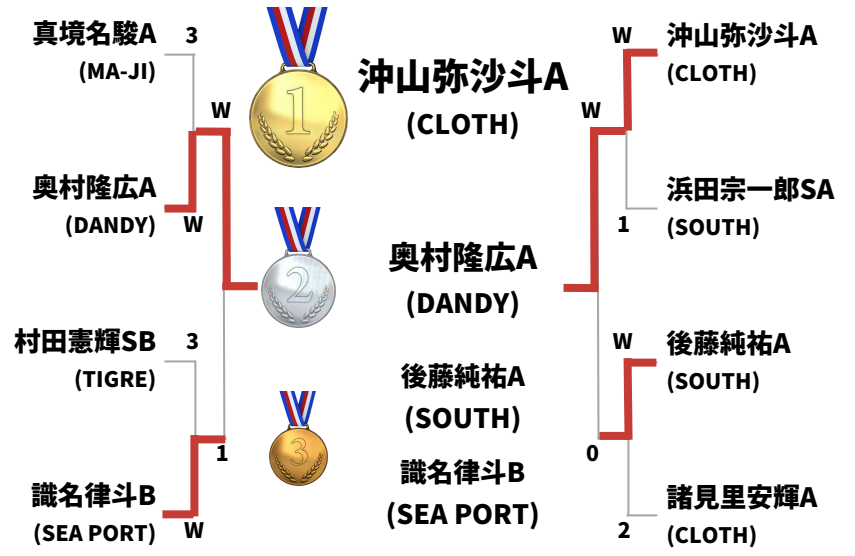 真境名駿A
3
(MA-JI)
W
奥村隆広A
(DANDY)
W
村田憲輝SB
3
(TIGRE)
1
識名律斗B
(SEA PORT)
W
1
沖山弥沙斗A
(CLOTH)
2
奥村隆広A
(DANDY)
3
後藤純祐A
(SOUTH)
識名律斗B
(SEA PORT)
W
沖山弥沙斗A
(CLOTH)
W
浜田宗一郎SA
1
(SOUTH)
W
後藤純祐A
(SOUTH)
0
諸見里安輝A
2
(CLOTH)